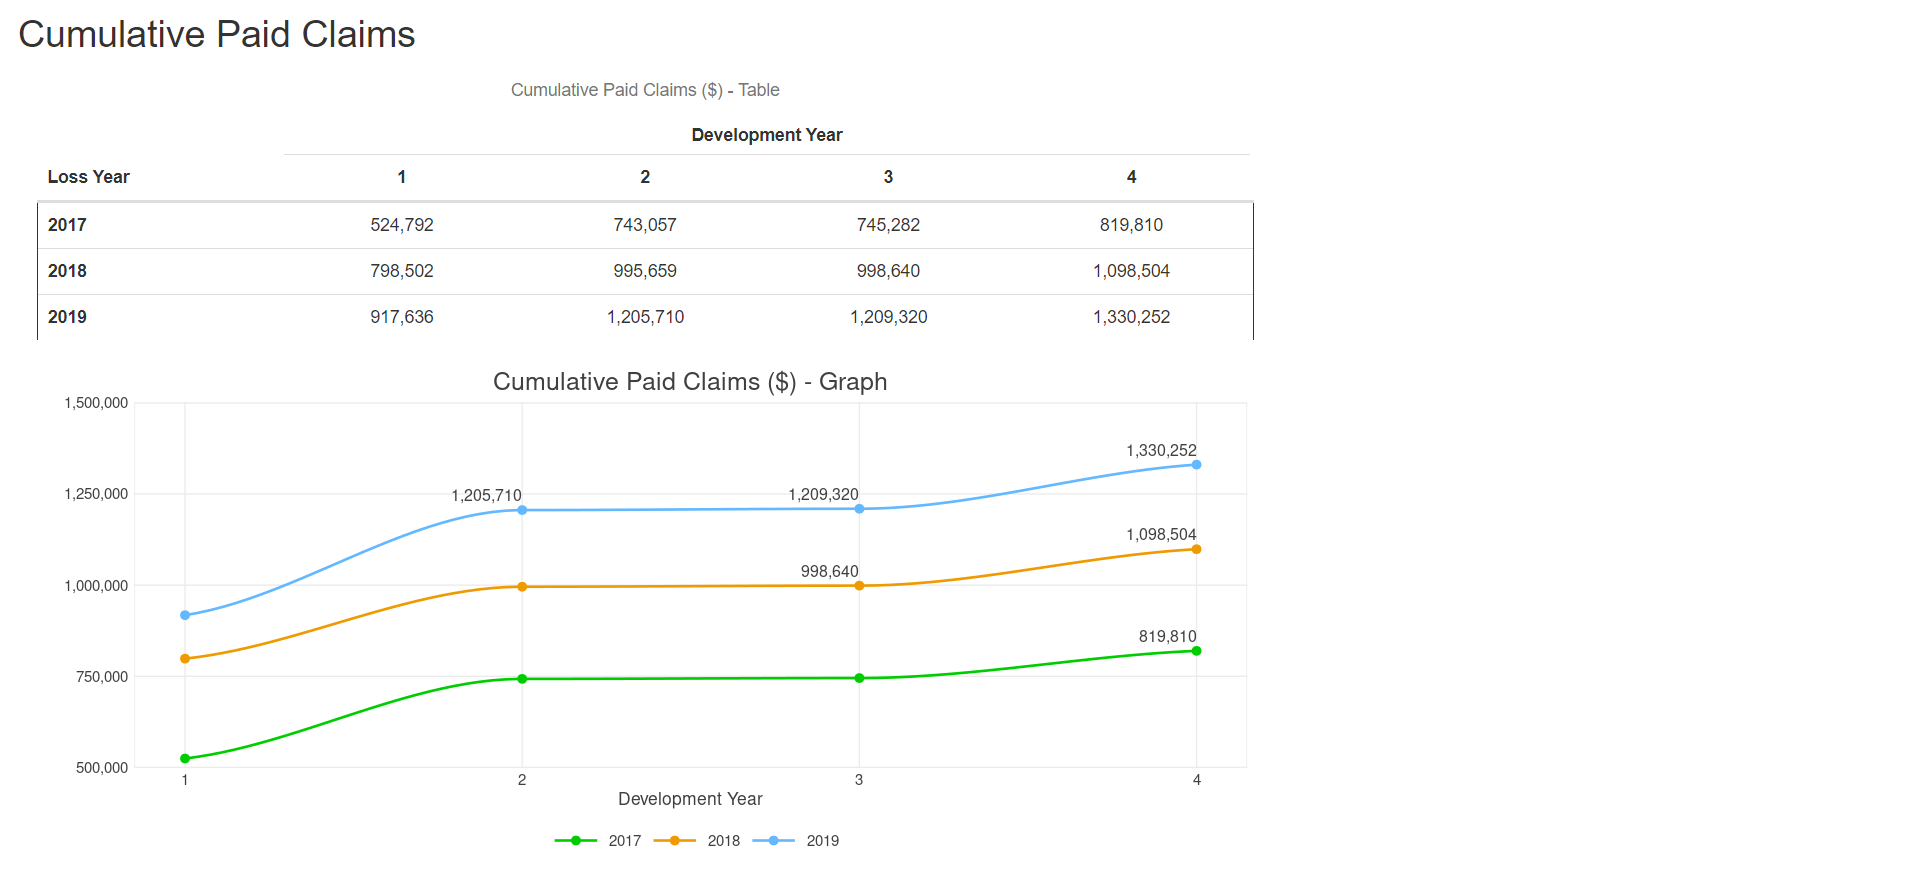 Cumulative Paid Claims
Cumulative Paid Claims ($) - Table
Development Year
Loss Year 1 2 3 4
2017 524,792 743,057 745,282 819,810
2018 798,502 995,659 998,640 1,098,504
2019 917,636 1,205,710 1,209,320 1,330,252
Cumulative Paid Claims ($) - Graph
1,500,000
1,330,252
1,250,000
1,205,710
1,209,320
1,098,504
1,000,000
998,640
819,810
750,000
500,000
1 2 3 4
Development Year
2017 2018 2019